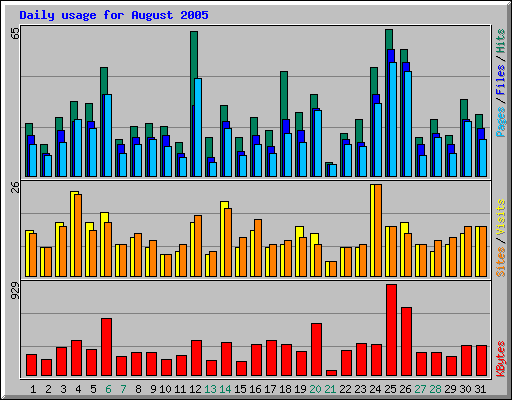 Daily usage for August 2005
65
Pages / Files / Hits
26
Sites / Visits
929
KBytes
1 2 3 4 5 6 7 8 9 10 11 12 13 14 15 16 17 18 19 20 21 22 23 24 25 26 27 28 29 30 31